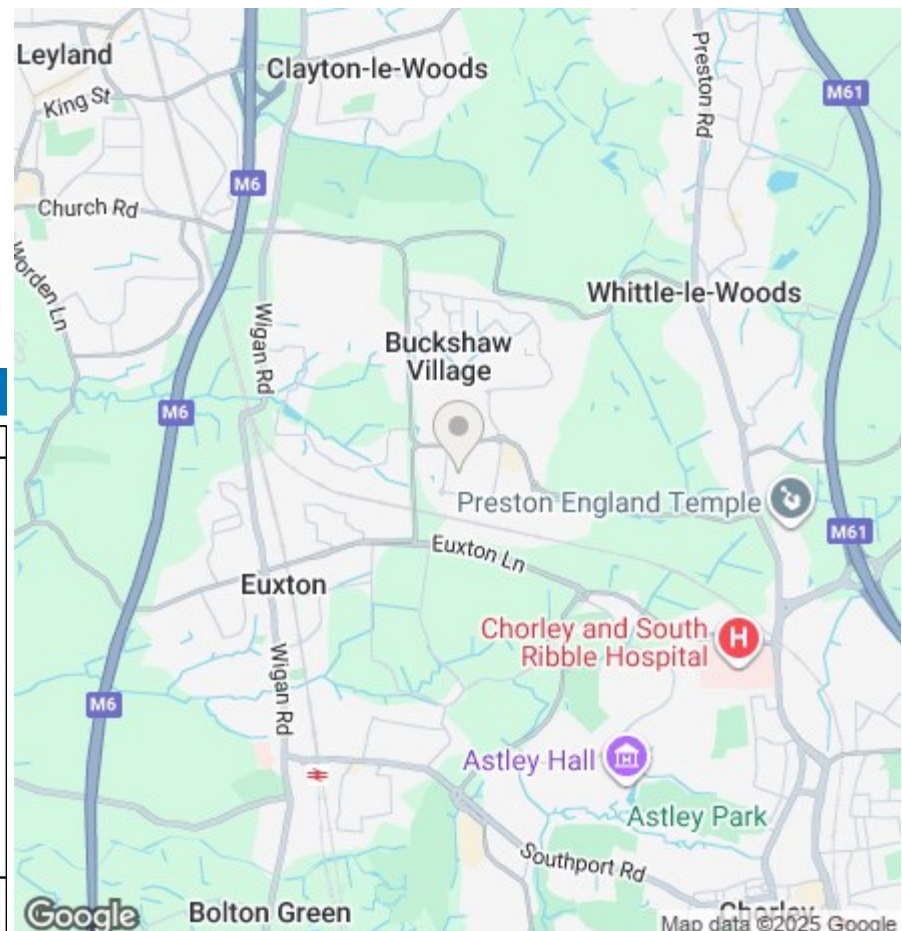 Leyland
Clayton-le-Woods
King St
Preston Rd
M61
M6
Church Rd
Worden Ln
Wigan Rd
Whittle-le-Woods
Buckshaw
Village
M6
Preston England Temple
M61
Euxton Ln
Euxton
Chorley and South
Ribble Hospital
H
Wigan Rd
M6
Astley Hall
Astley Park
Southport Rd
Google
Bolton Green
Chorley
Map data ©2025 Google